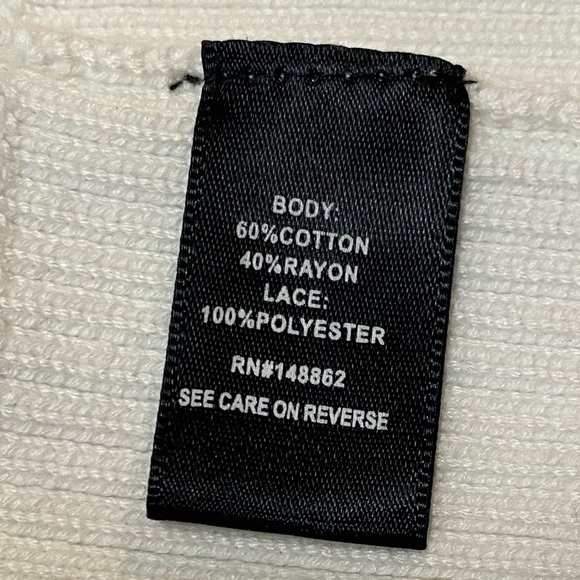 BODY:
60%COTTON
40%RAYON
LACE:
100%POLYESTER
RN#148862
SEE CARE ON REVERSE